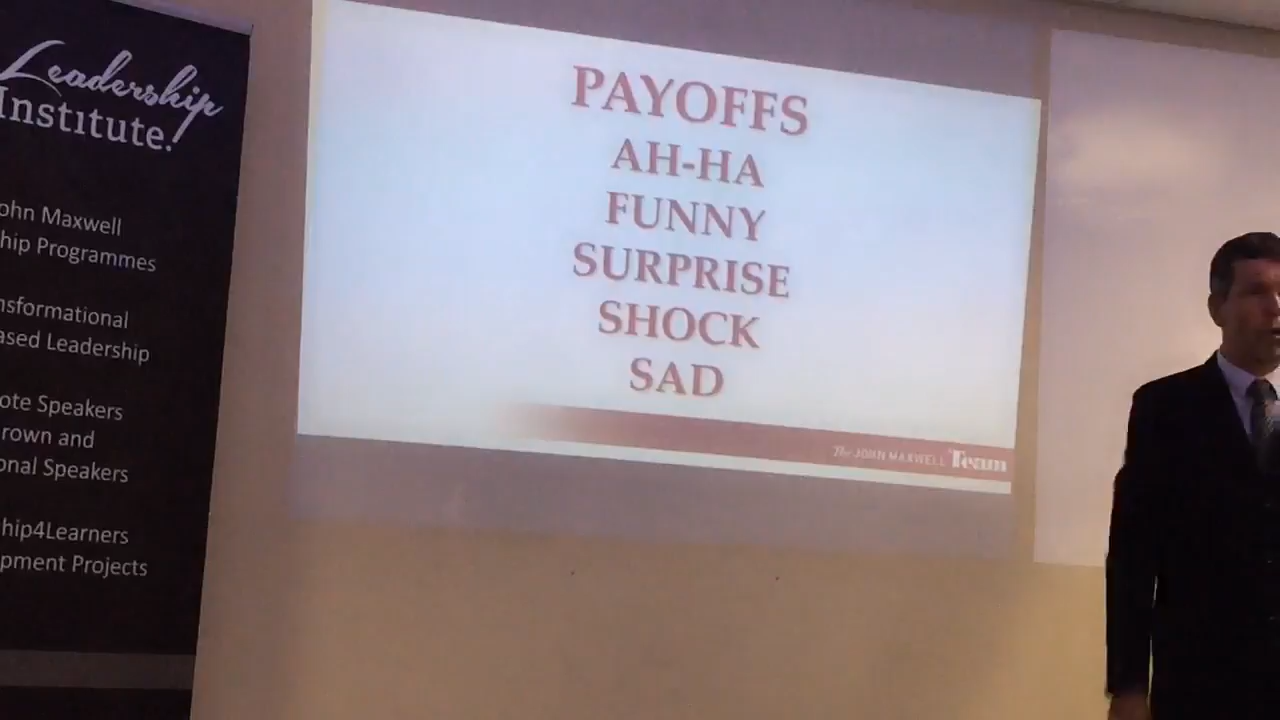 Leadership
Institute.
ohn Maxwell
hip Programmes
nsformational
ased Leadership
ote Speakers
rown and
onal Speakers
hip4Learners
pment Projects
PAYOFFS
AH-HA
FUNNY
SURPRISE
SHOCK
SAD
The JOHN MAXWELL Team